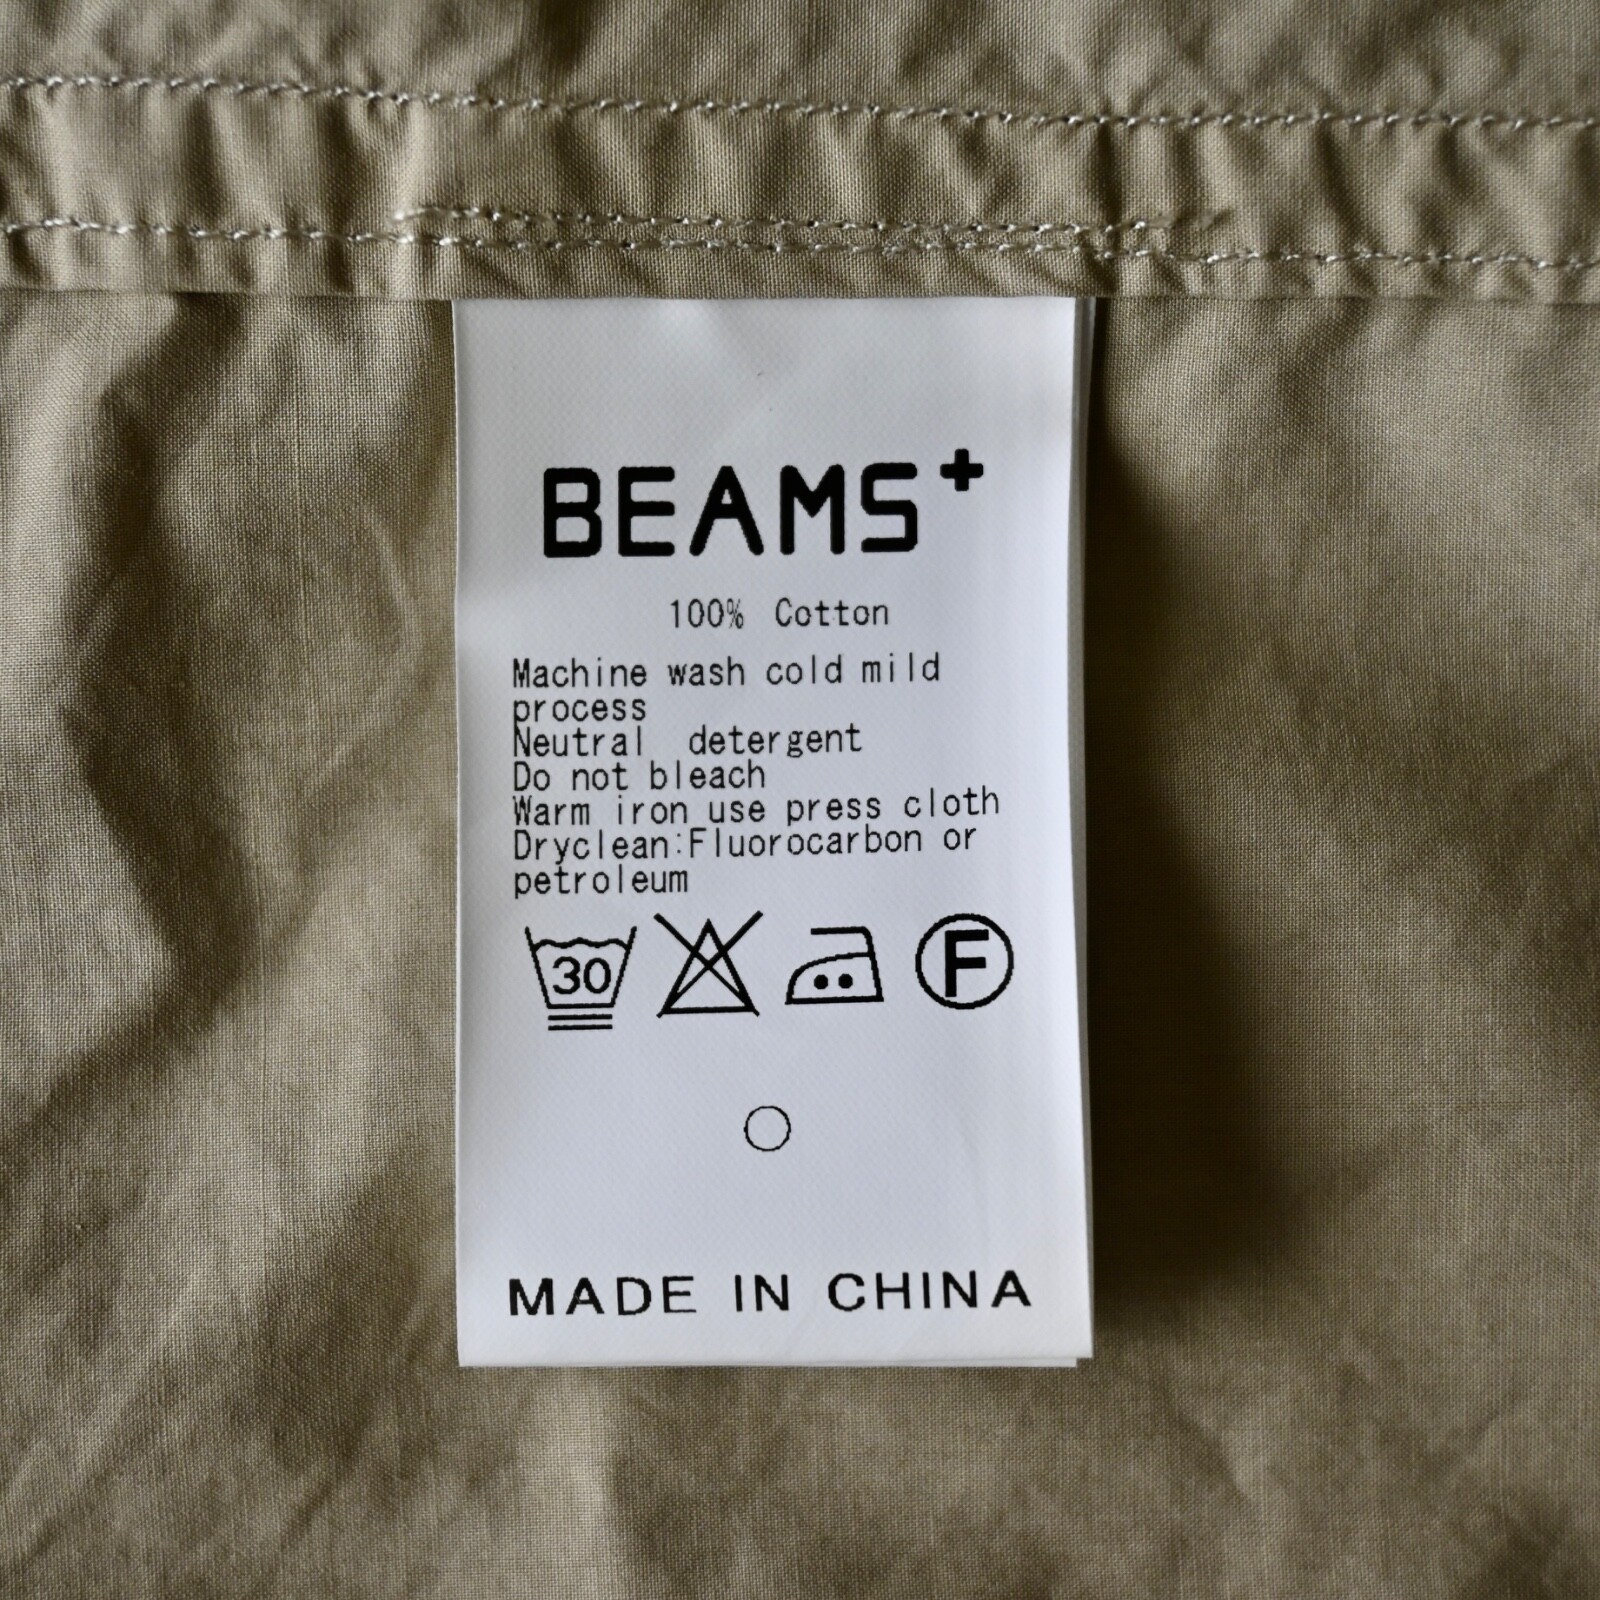 BEAMS+
100% Cotton
Machine wash cold mild
process
Neutral detergent
Do not bleach
Warm iron use press cloth
Dryclean:Fluorocarbon or
petroleum
30 F
MADE IN CHINA